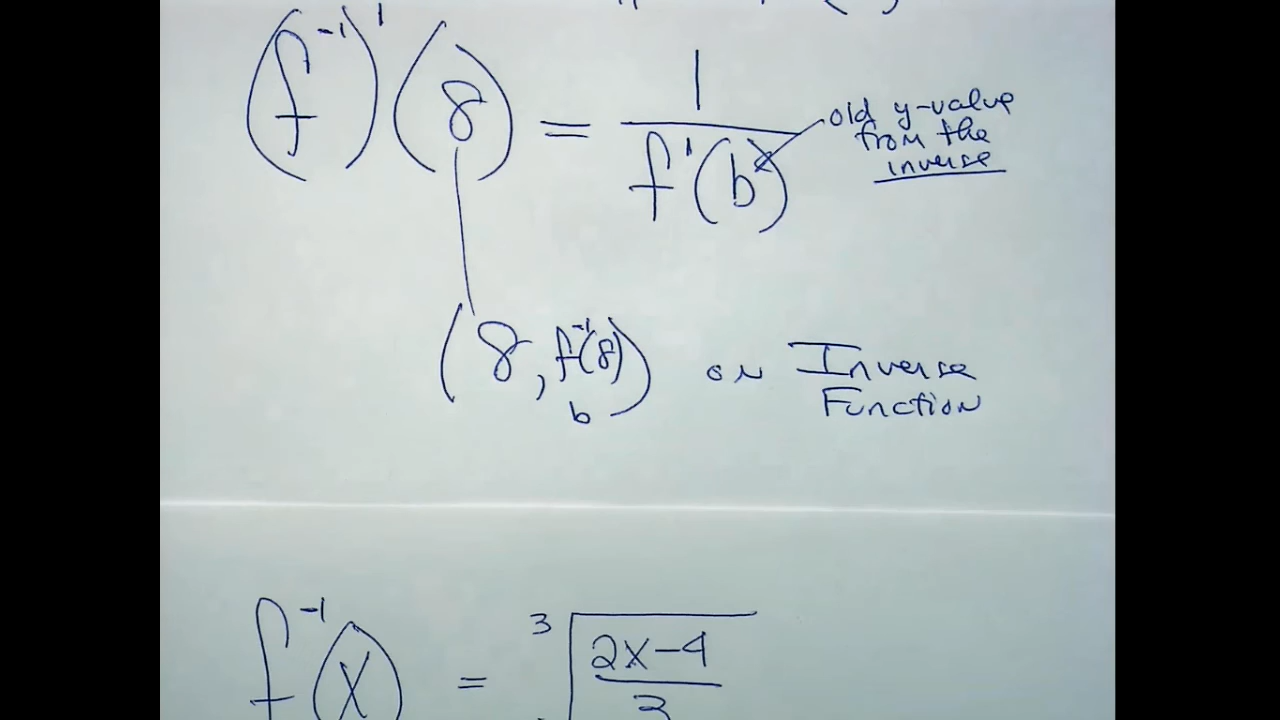 (f⁻¹)'(8) = 1/f'(b)
old y-value
from the
inverse
(8, f⁻¹(8)) on Inverse
b Function
f⁻¹(x) = ∛((2x-4)/3)